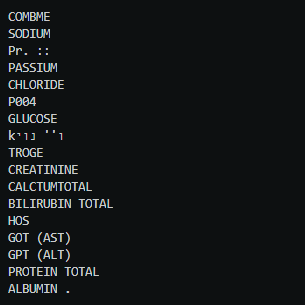 COMBME
SODIUM
Pr. ::
PASSIUM
CHLORIDE
P004
GLUCOSE
TROGE
CREATININE
CALCTUMTOTAL
BILIRUBIN TOTAL
HOS
GOT (AST)
GPT (ALT)
PROTEIN TOTAL
ALBUMIN .